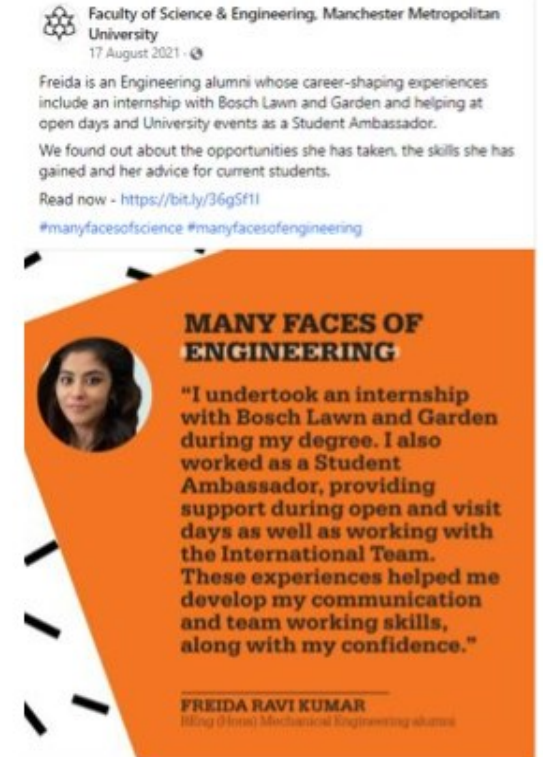 Faculty of Science & Engineering, Manchester Metropolitan
University
17 August 2021 ·
Freida is an Engineering alumni whose career-shaping experiences
include an internship with Bosch Lawn and Garden and helping at
open days and University events as a Student Ambassador.
We found out about the opportunities she has taken, the skills she has
gained and her advice for current students.
Read now - https://bit.ly/36gSf1l
#manyfacesofscience #manyfacesofengineering
MANY FACES OF
ENGINEERING
"I undertook an internship
with Bosch Lawn and Garden
during my degree. I also
worked as a Student
Ambassador, providing
support during open and visit
days as well as working with
the International Team.
These experiences helped me
develop my communication
and team working skills,
along with my confidence."
FREIDA RAVI KUMAR
BEng (Hons) Mechanical Engineering alumni